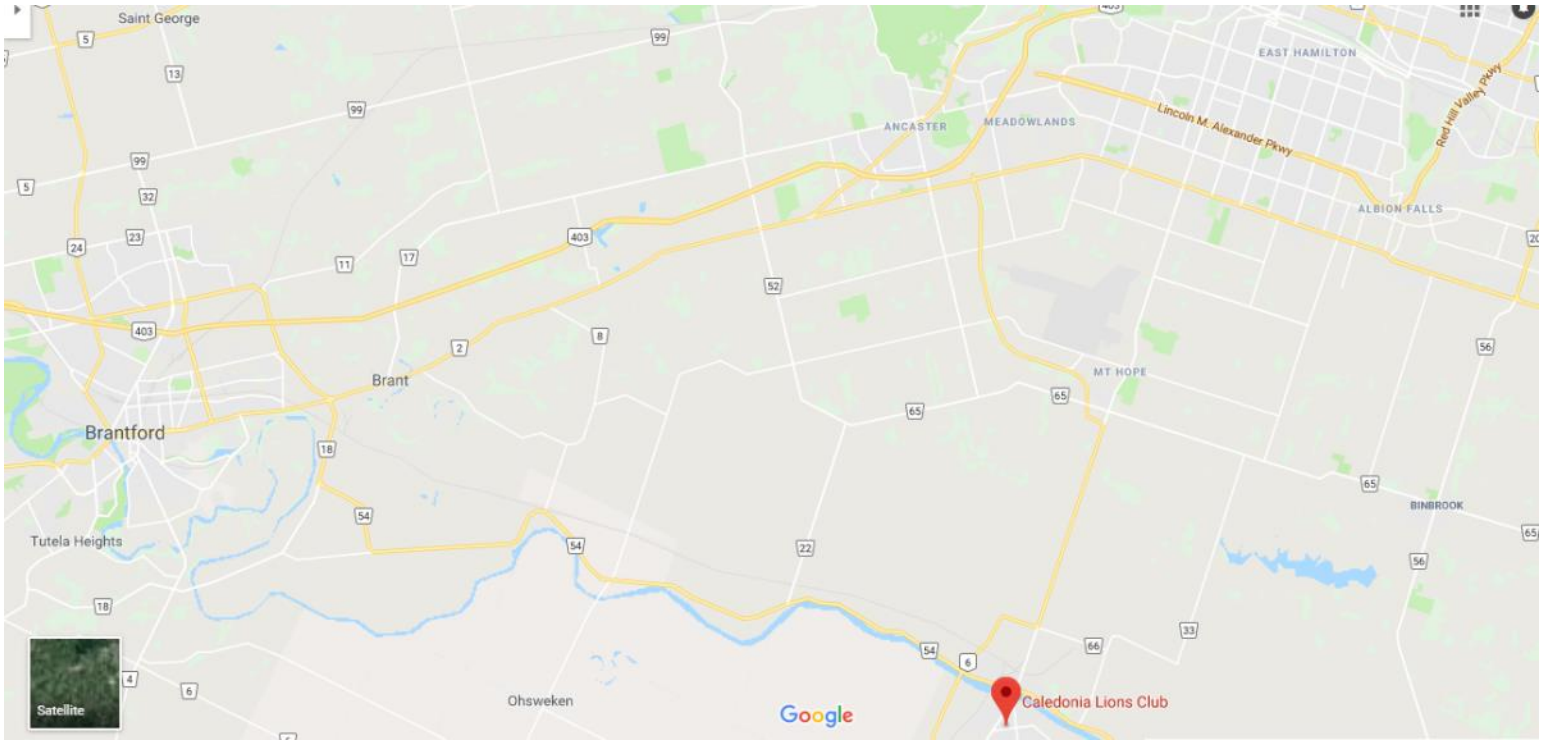 Saint George
5
13
99
403
EAST HAMILTON
99
Lincoln M. Alexander Pkwy
Red Hill Valley Pkwy
ANCASTER
MEADOWLANDS
99
5
32
ALBION FALLS
24
23
403
20
11
17
52
403
2
8
56
Brant
MT HOPE
65
65
Brantford
18
65
BINBROOK
54
65
Tutela Heights
54
22
56
18
33
54
66
6
4
6
Ohsweken
Caledonia Lions Club
Satellite
Google